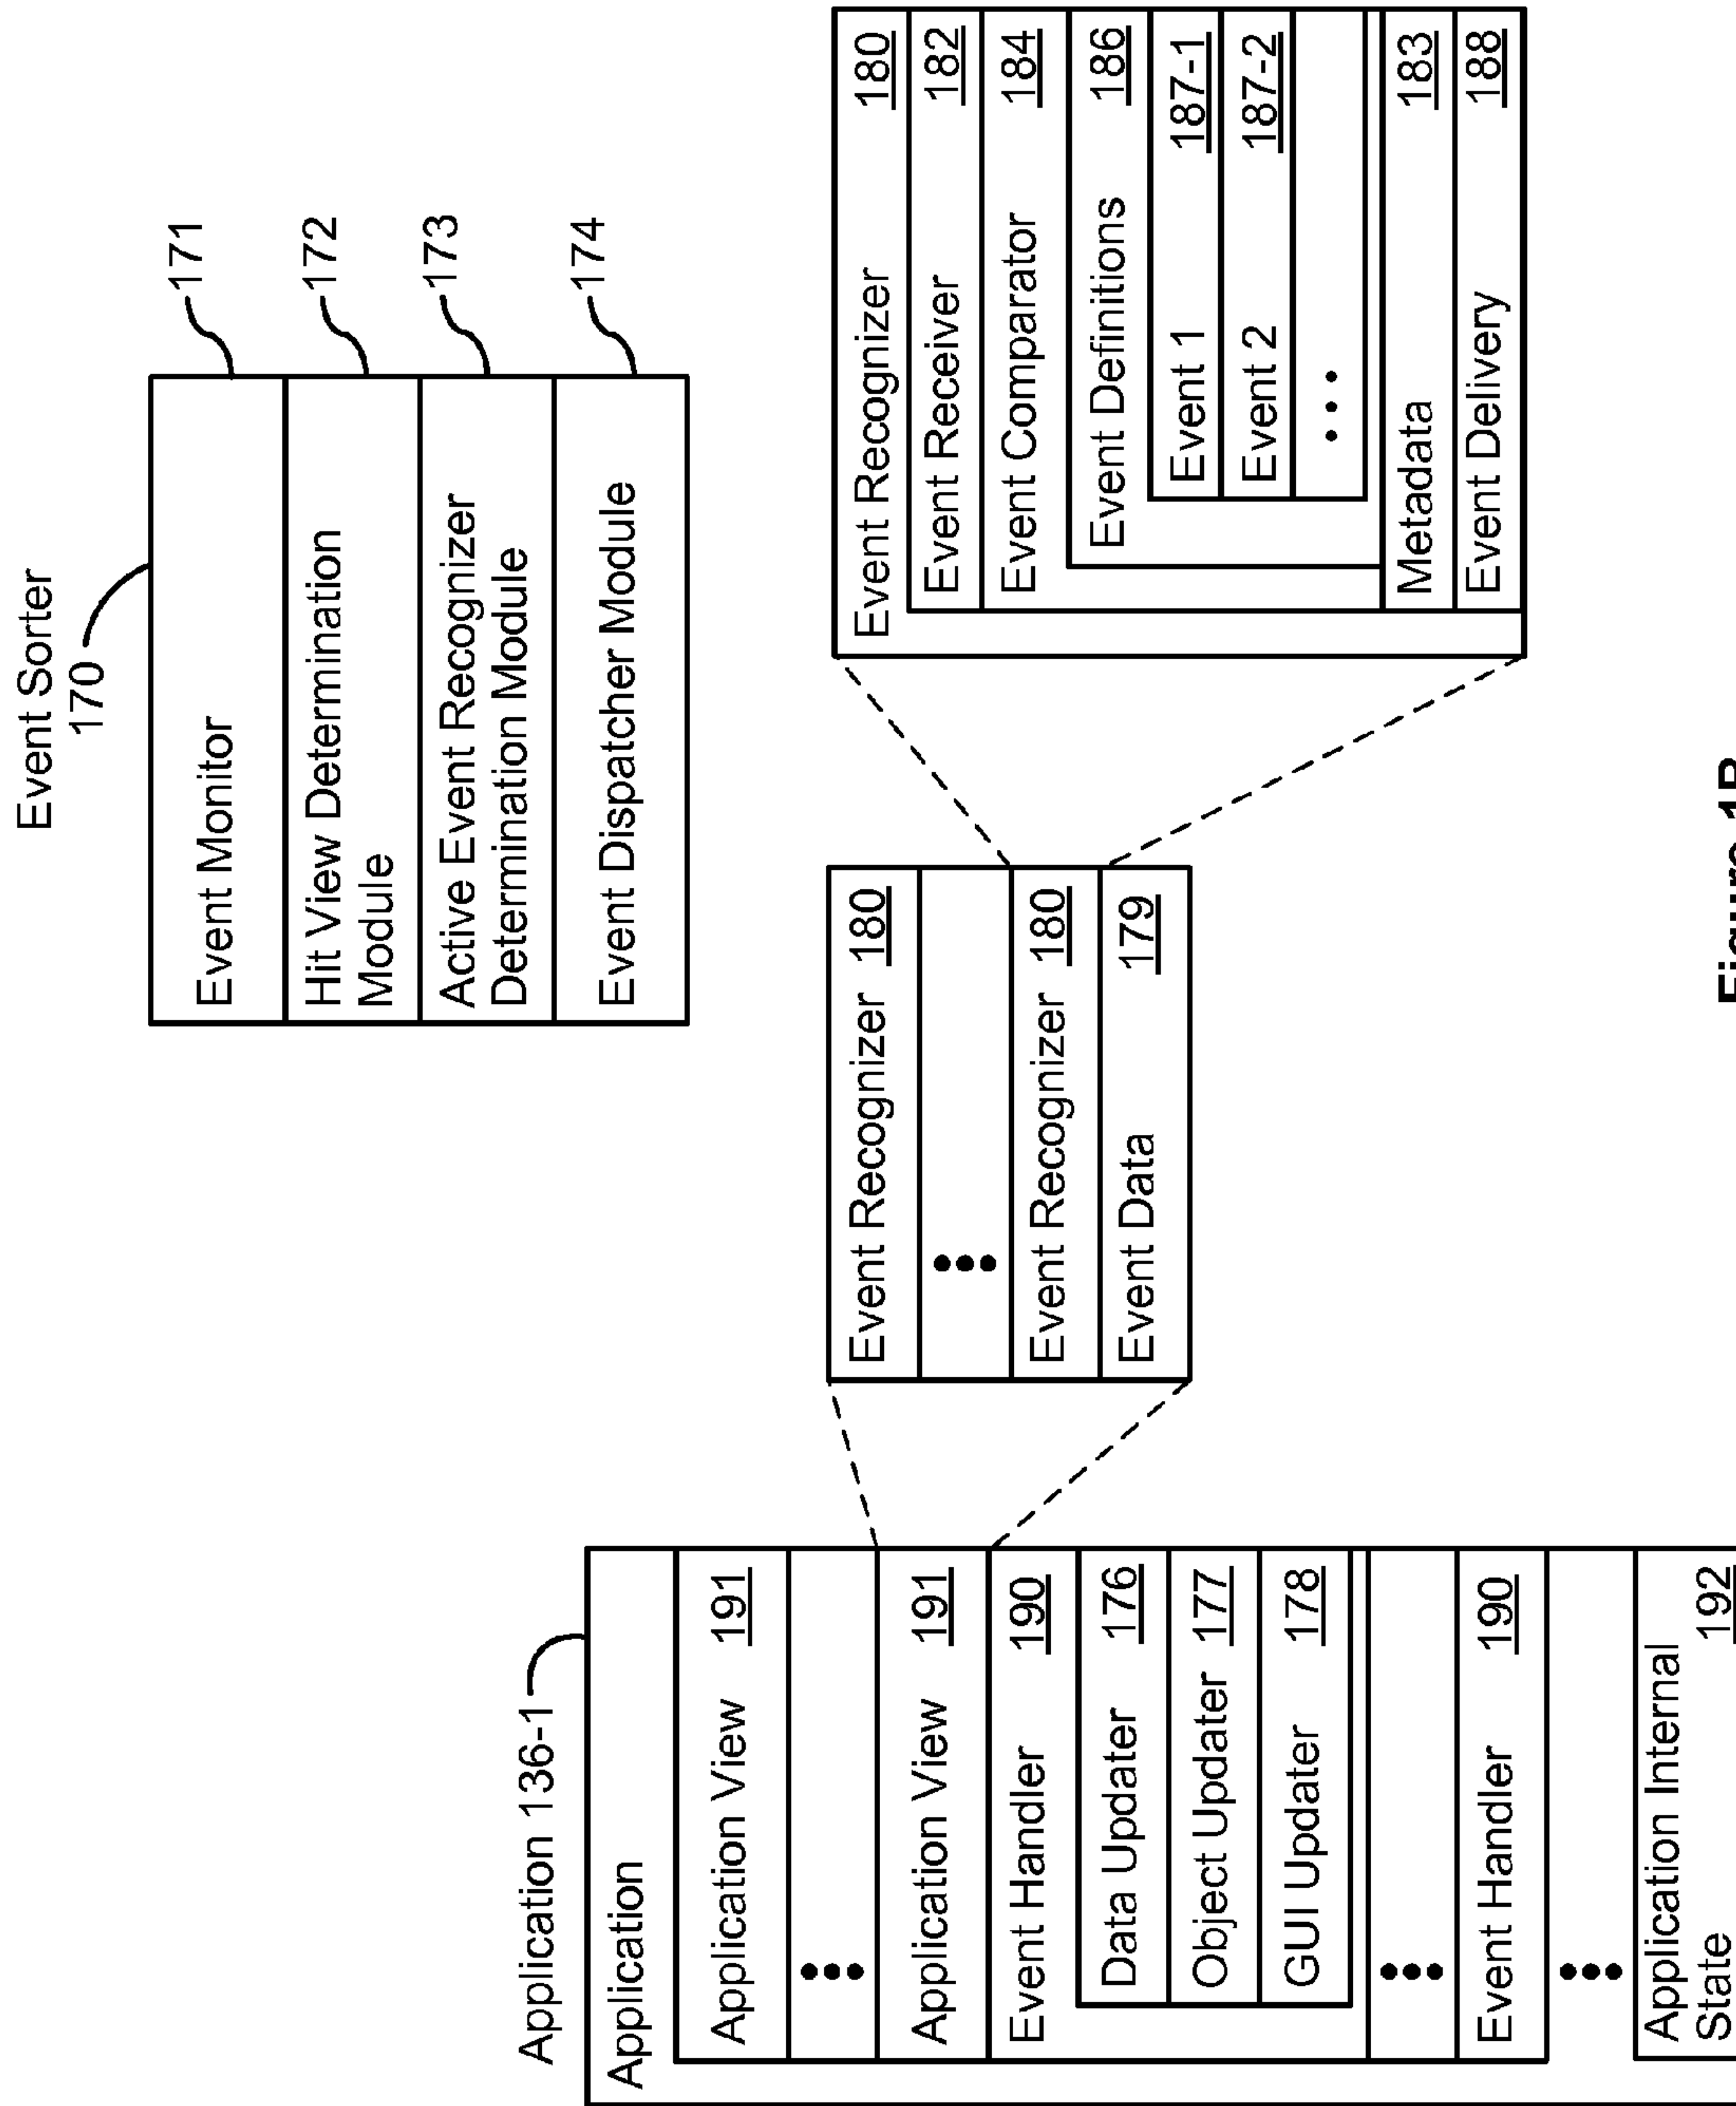 Event Sorter
170
Event Monitor
171
Hit View Determination
Module
172
Active Event Recognizer
Determination Module
173
Event Dispatcher Module
174
Application 136-1
Application
Application View 191
Application View 191
Event Handler 190
Data Updater 176
Object Updater 177
GUI Updater 178
Event Handler 190
Application Internal
State 192
Event Recognizer 180
Event Recognizer 180
Event Data 179
Event Recognizer 180
Event Receiver 182
Event Comparator 184
Event Definitions 186
Event 1 187-1
Event 2 187-2
Metadata 183
Event Delivery 188
Figure 1B